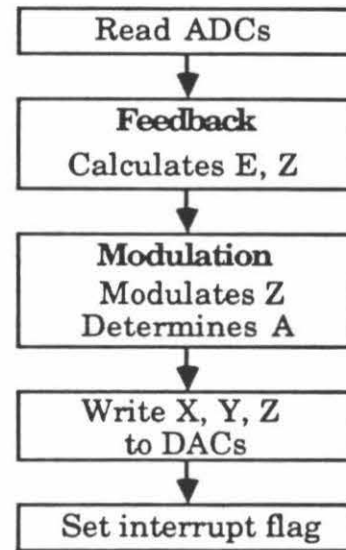 Read ADCs
Feedback
Calculates E, Z
Modulation
Modulates Z
Determines A
Write X, Y, Z
to DACs
Set interrupt flag